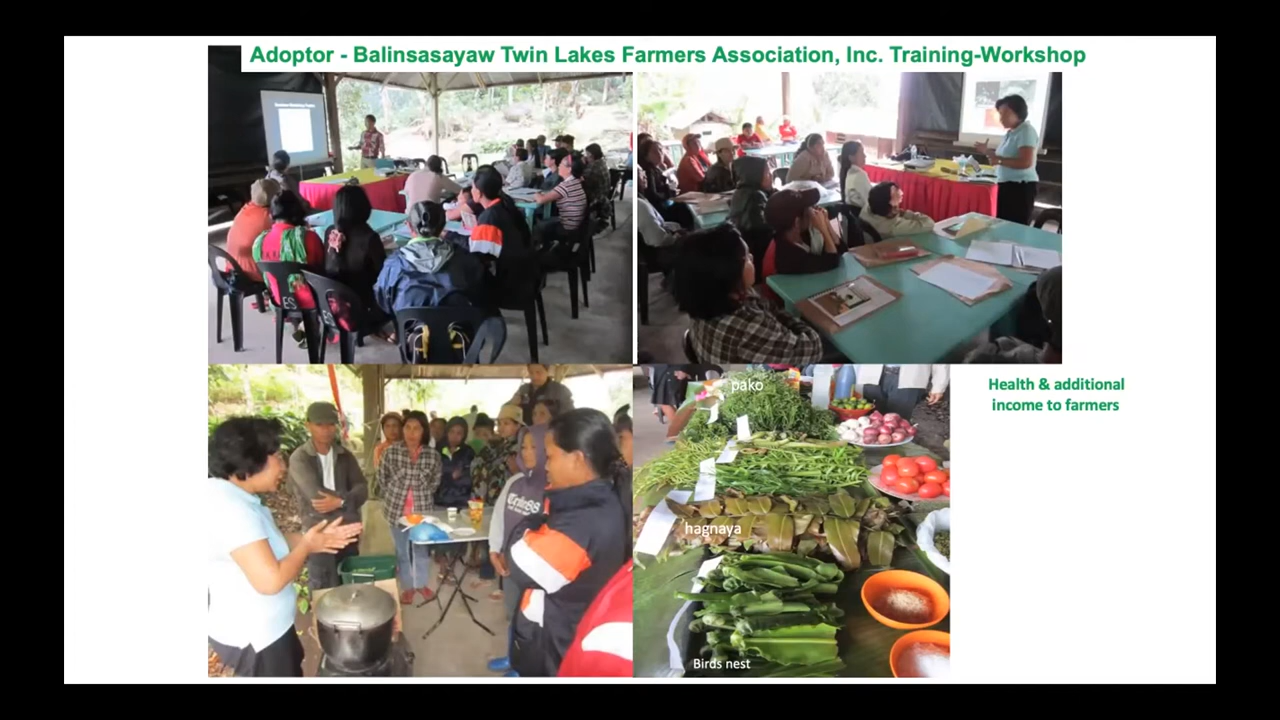 Adoptor - Balinsasayaw Twin Lakes Farmers Association, Inc. Training-Workshop
pako
Health & additional
income to farmers
hagnaya
Birds nest